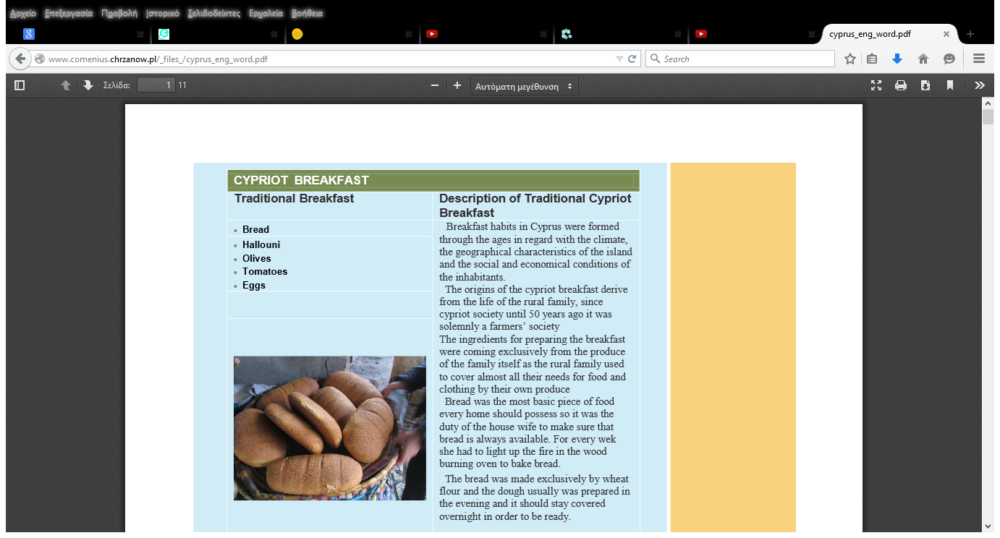 Αρχείο Επεξεργασία Προβολή Ιστορικό Σελιδοδείκτες Εργαλεία Βοήθεια
cyprus_eng_word.pdf
www.comenius.chrzanow.pl/_files_/cyprus_eng_word.pdf
Search
Σελίδα: 1 11
Αυτόματη μεγέθυνση
CYPRIOT BREAKFAST
Traditional Breakfast
• Bread
• Hallouni
• Olives
• Tomatoes
• Eggs
Description of Traditional Cypriot
Breakfast
Breakfast habits in Cyprus were formed
through the ages in regard with the climate,
the geographical characteristics of the island
and the social and economical conditions of
the inhabitants.
The origins of the cypriot breakfast derive
from the life of the rural family, since
cypriot society until 50 years ago it was
solemnly a farmers’ society
The ingredients for preparing the breakfast
were coming exclusively from the produce
of the family itself as the rural family used
to cover almost all their needs for food and
clothing by their own produce
Bread was the most basic piece of food
every home should possess so it was the
duty of the house wife to make sure that
bread is always available. For every wek
she had to light up the fire in the wood
burning oven to bake bread.
The bread was made exclusively by wheat
flour and the dough usually was prepared in
the evening and it should stay covered
overnight in order to be ready.